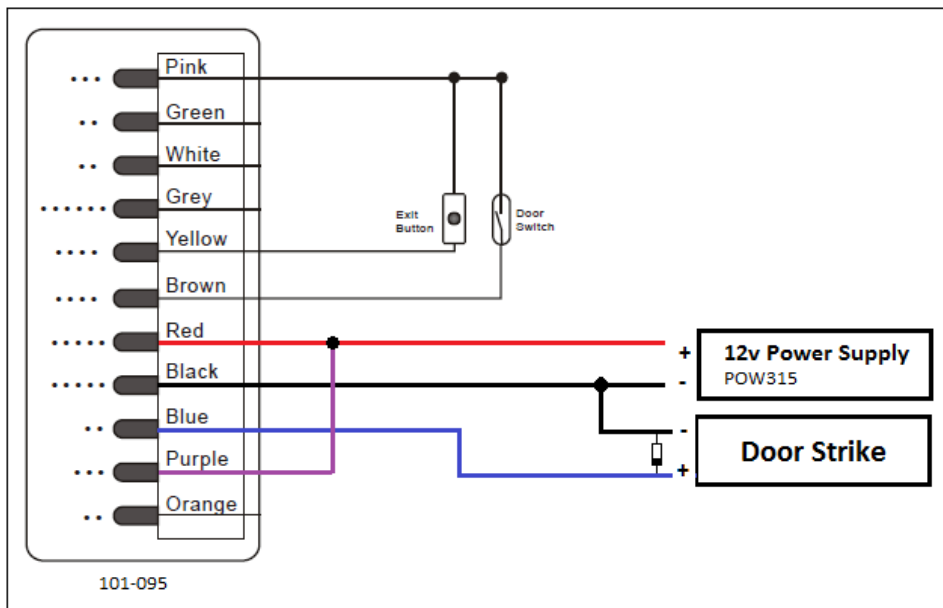 Pink
Green
White
Grey
Yellow
Brown
Red
Black
Blue
Purple
Orange
101-095
Exit
Button
Door
Switch
+
12v Power Supply
-
POW315
-
Door Strike
+